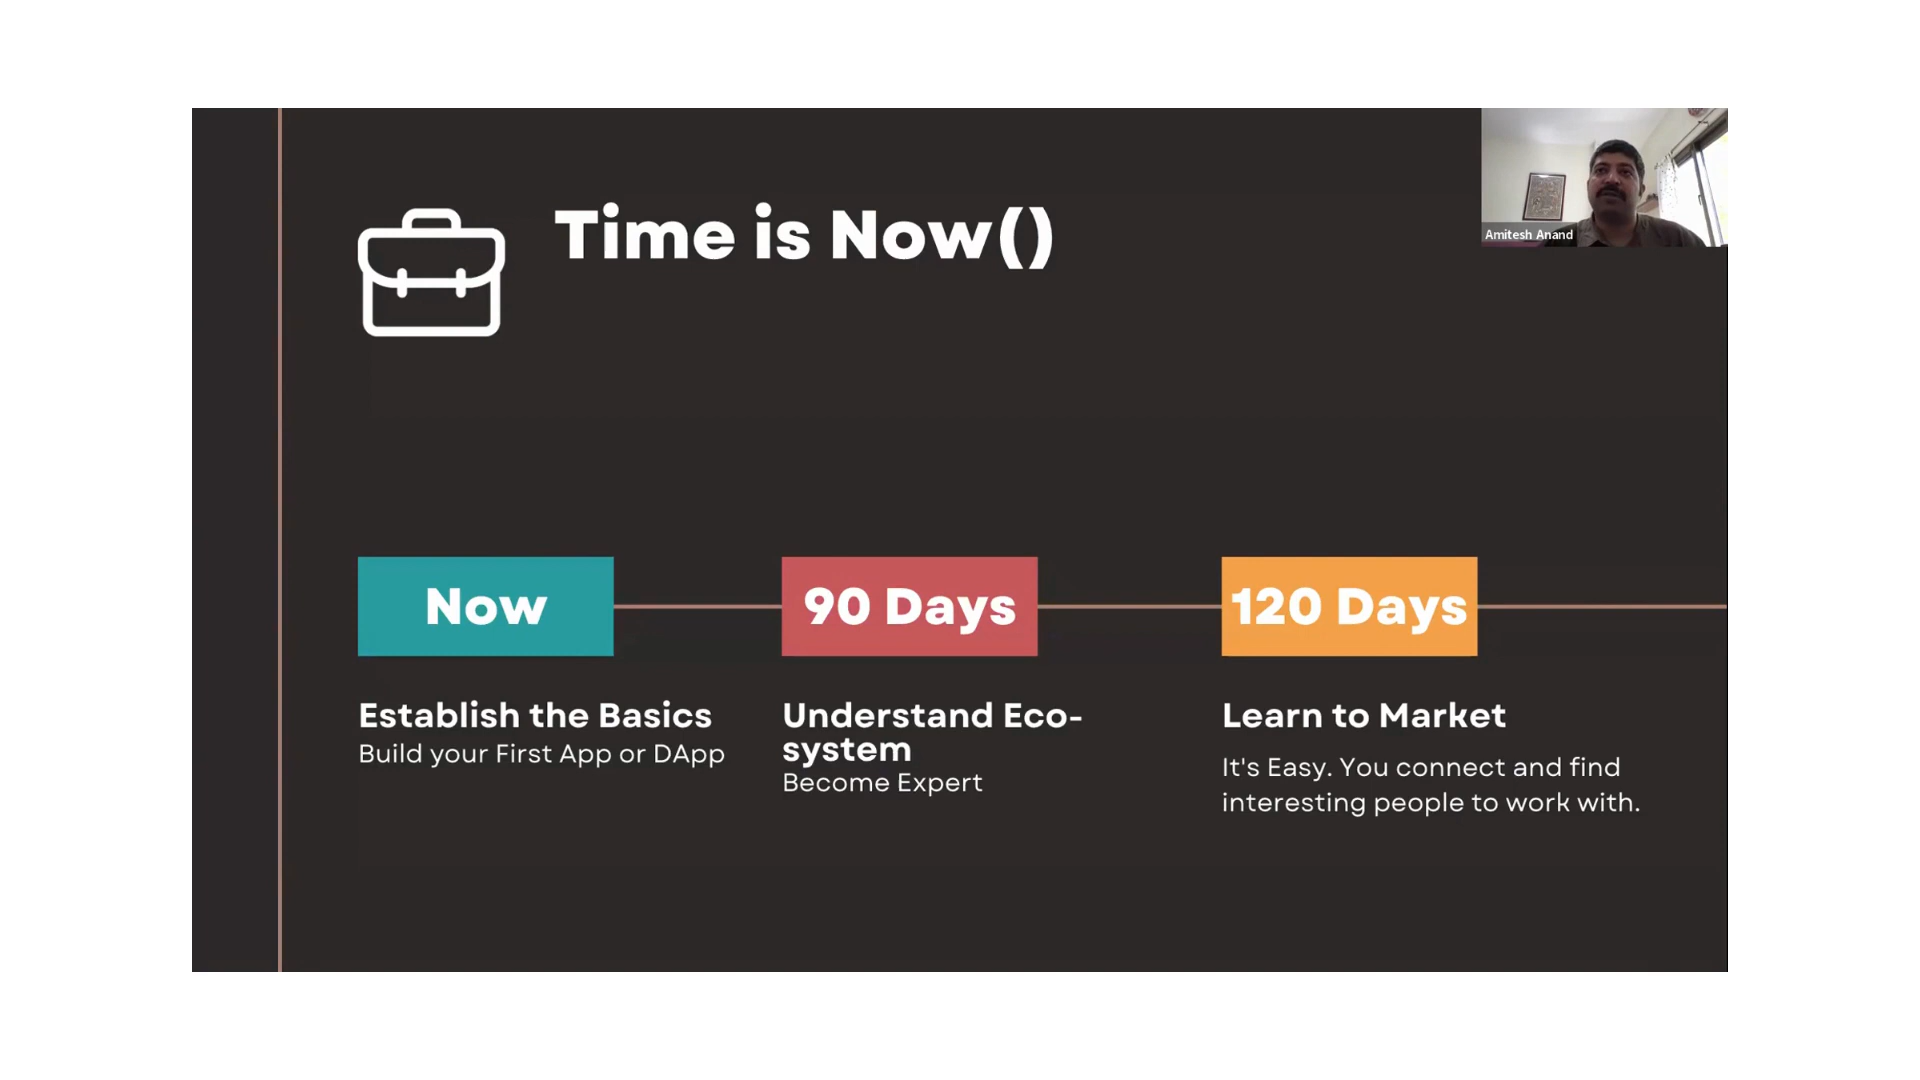 Time is Now()
Amitesh Anand
Now
90 Days
120 Days
Establish the Basics
Build your First App or DApp
Understand Eco-
system
Become Expert
Learn to Market
It's Easy. You connect and find
interesting people to work with.